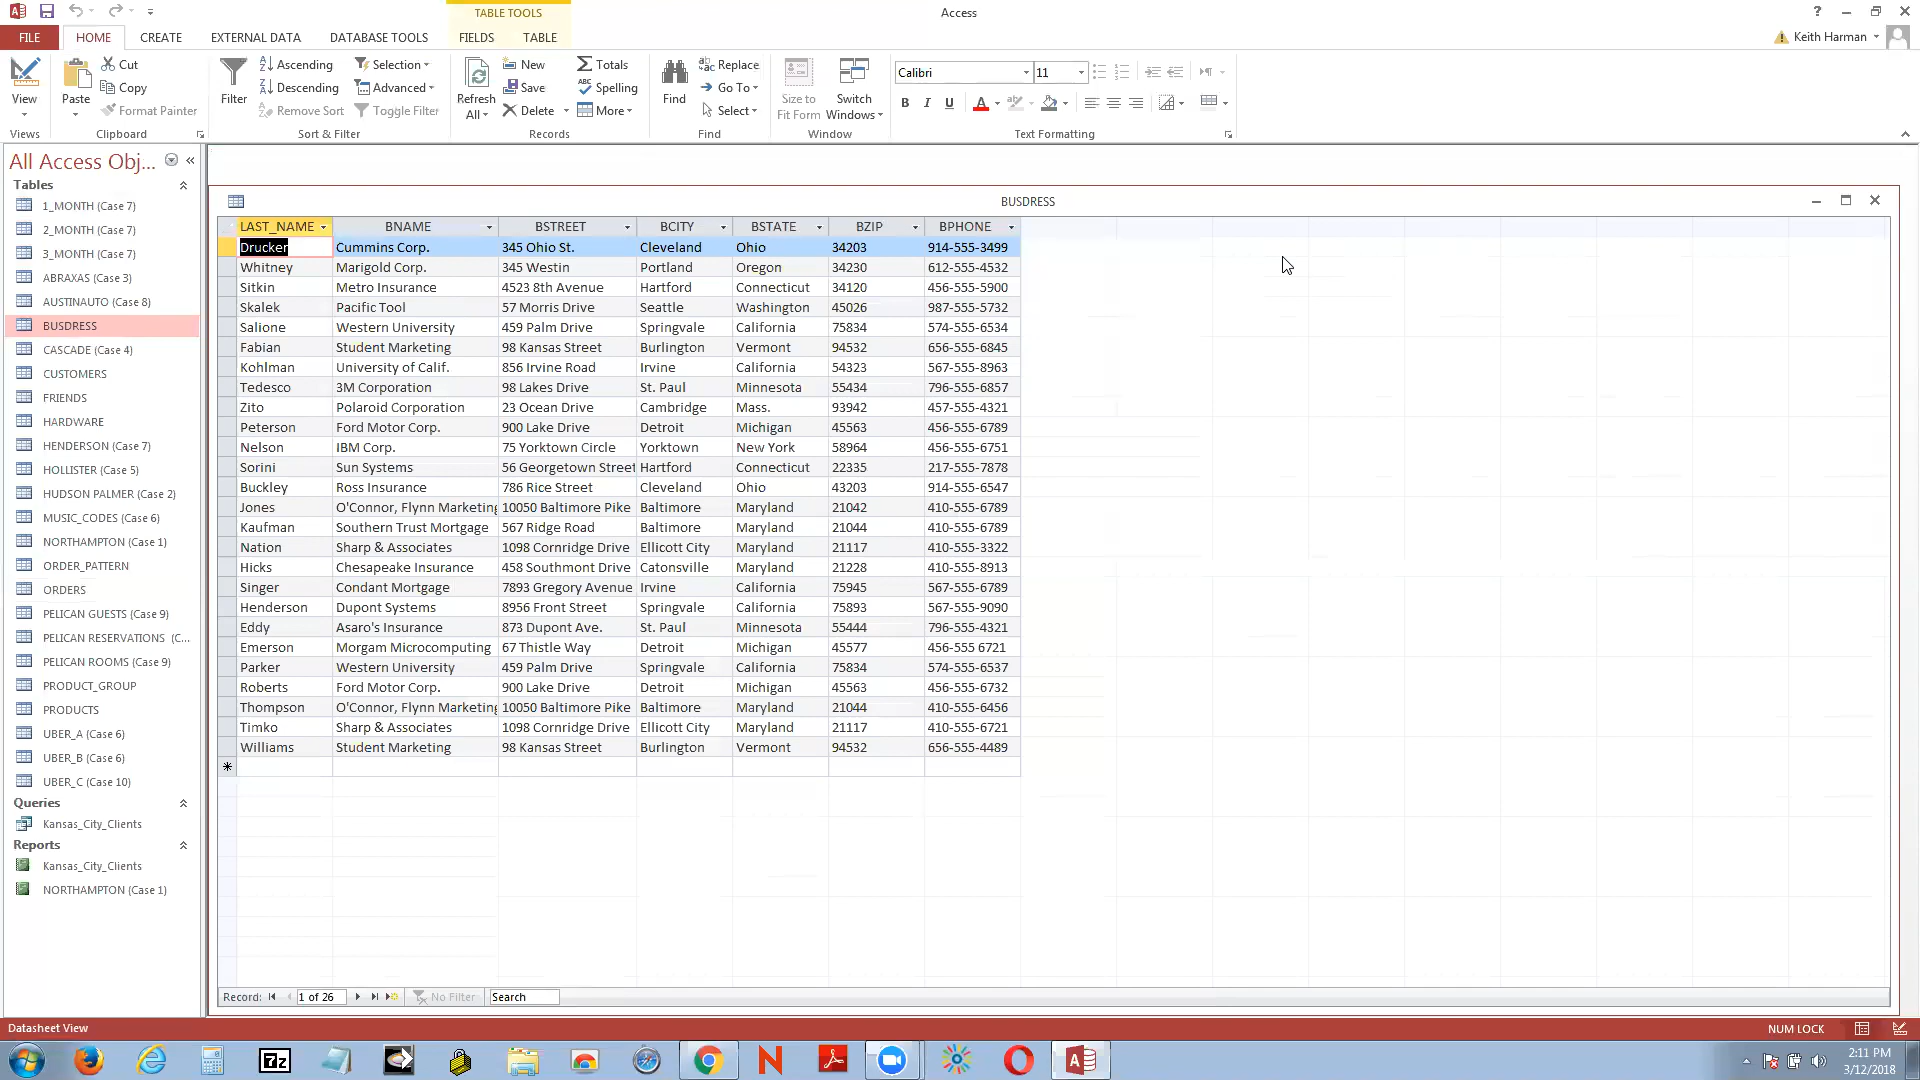 TABLE TOOLS
Access
?
FILE HOME CREATE EXTERNAL DATA DATABASE TOOLS FIELDS TABLE
Keith Harman
View
Views
Paste
Cut
Copy
Format Painter
Clipboard
Filter
Ascending
Descending
Remove Sort
Selection
Advanced
Toggle Filter
Sort & Filter
Refresh
All
New
Save
Delete
Totals
Spelling
More
Records
Find
Replace
Go To
Select
Find
Size to
Fit Form
Switch
Windows
Window
Calibri 11
B I U A
Text Formatting
All Access Obj...
Tables
1_MONTH (Case 7)
2_MONTH (Case 7)
3_MONTH (Case 7)
ABRAXAS (Case 3)
AUSTINAUTO (Case 8)
BUSDRESS
CASCADE (Case 4)
CUSTOMERS
FRIENDS
HARDWARE
HENDERSON (Case 7)
HOLLISTER (Case 5)
HUDSON PALMER (Case 2)
MUSIC_CODES (Case 6)
NORTHAMPTON (Case 1)
ORDER_PATTERN
ORDERS
PELICAN GUESTS (Case 9)
PELICAN RESERVATIONS (C...
PELICAN ROOMS (Case 9)
PRODUCT_GROUP
PRODUCTS
UBER_A (Case 6)
UBER_B (Case 6)
UBER_C (Case 10)
Queries
Kansas_City_Clients
Reports
Kansas_City_Clients
NORTHAMPTON (Case 1)
BUSDRESS
LAST_NAME BNAME BSTREET BCITY BSTATE BZIP BPHONE
Drucker Cummins Corp. 345 Ohio St. Cleveland Ohio 34203 914-555-3499
Whitney Marigold Corp. 345 Westin Portland Oregon 34230 612-555-4532
Sitkin Metro Insurance 4523 8th Avenue Hartford Connecticut 34120 456-555-5900
Skalek Pacific Tool 57 Morris Drive Seattle Washington 45026 987-555-5732
Salione Western University 459 Palm Drive Springvale California 75834 574-555-6534
Fabian Student Marketing 98 Kansas Street Burlington Vermont 94532 656-555-6845
Kohlman University of Calif. 856 Irvine Road Irvine California 54323 567-555-8963
Tedesco 3M Corporation 98 Lakes Drive St. Paul Minnesota 55434 796-555-6857
Zito Polaroid Corporation 23 Ocean Drive Cambridge Mass. 93942 457-555-4321
Peterson Ford Motor Corp. 900 Lake Drive Detroit Michigan 45563 456-555-6789
Nelson IBM Corp. 75 Yorktown Circle Yorktown New York 58964 456-555-6751
Sorini Sun Systems 56 Georgetown Street Hartford Connecticut 22335 217-555-7878
Buckley Ross Insurance 786 Rice Street Cleveland Ohio 43203 914-555-6547
Jones O'Connor, Flynn Marketing 10050 Baltimore Pike Baltimore Maryland 21042 410-555-6789
Kaufman Southern Trust Mortgage 567 Ridge Road Baltimore Maryland 21044 410-555-6789
Nation Sharp & Associates 1098 Cornridge Drive Ellicott City Maryland 21117 410-555-3322
Hicks Chesapeake Insurance 458 Southmont Drive Catonsville Maryland 21228 410-555-8913
Singer Condant Mortgage 7893 Gregory Avenue Irvine California 75945 567-555-6789
Henderson Dupont Systems 8956 Front Street Springvale California 75893 567-555-9090
Eddy Asaro's Insurance 873 Dupont Ave. St. Paul Minnesota 55444 796-555-4321
Emerson Morgam Microcomputing 67 Thistle Way Detroit Michigan 45577 456-555 6721
Parker Western University 459 Palm Drive Springvale California 75834 574-555-6537
Roberts Ford Motor Corp. 900 Lake Drive Detroit Michigan 45563 456-555-6732
Thompson O'Connor, Flynn Marketing 10050 Baltimore Pike Baltimore Maryland 21044 410-555-6456
Timko Sharp & Associates 1098 Cornridge Drive Ellicott City Maryland 21117 410-555-6721
Williams Student Marketing 98 Kansas Street Burlington Vermont 94532 656-555-4489
Record: 1 of 26 No Filter Search
Datasheet View
NUM LOCK
7z
2:11 PM
3/12/2018